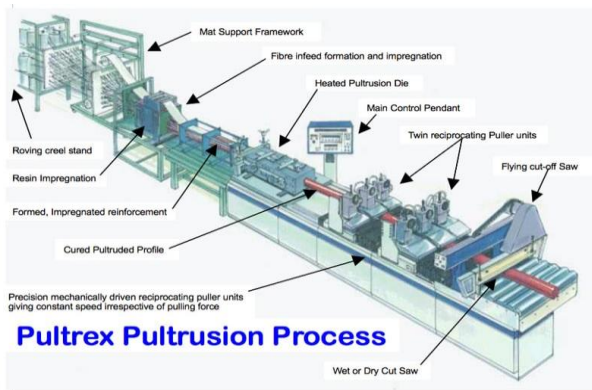 Mat Support Framework
Fibre infeed formation and impregnation
Heated Pultrusion Die
Main Control Pendant
Twin reciprocating Puller units
Flying cut-off Saw
Roving creel stand
Resin Impregnation
Formed, Impregnated reinforcement
Cured Pultruded Profile
Precision mechanically driven reciprocating puller units
giving constant speed irrespective of pulling force
Pultrex Pultrusion Process
Wet or Dry Cut Saw